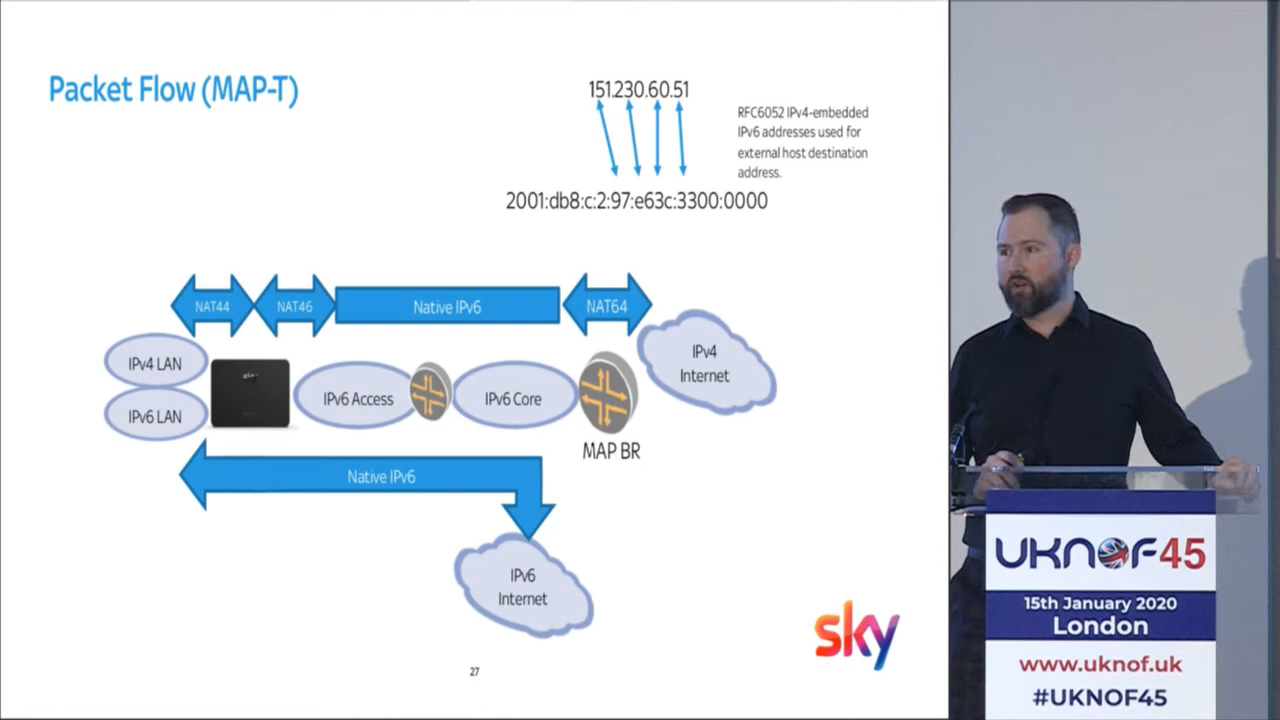 Packet Flow (MAP-T)
151.230.60.51
RFC6052 IPv4-embedded
IPv6 addresses used for
external host destination
address.
2001:db8:c:2:97:e63c:3300:0000
NAT44
NAT46
Native IPv6
NAT64
IPv4 LAN
IPv6 LAN
IPv6 Access
IPv6 Core
IPv4
Internet
MAP BR
Native IPv6
IPv6
Internet
sky
27
UKNOF45
15th January 2020
London
www.uknof.uk
#UKNOF45